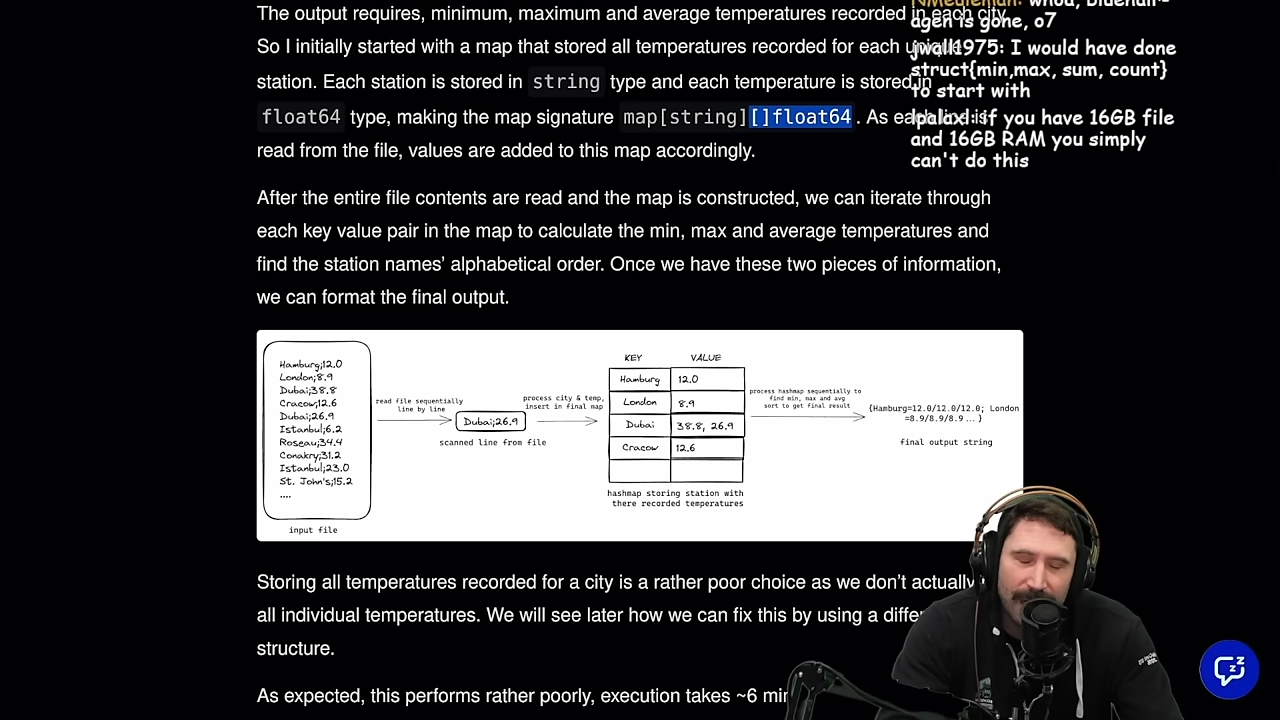 The output requires, minimum, maximum and average temperatures recorded in each city.
So I initially started with a map that stored all temperatures recorded for each unique
station. Each station is stored in string type and each temperature is stored in
float64 type, making the map signature map[string][]float64. As each line is
read from the file, values are added to this map accordingly.
After the entire file contents are read and the map is constructed, we can iterate through
each key value pair in the map to calculate the min, max and average temperatures and
find the station names’ alphabetical order. Once we have these two pieces of information,
we can format the final output.
agen is gone, o7
jwall1975: I would have done
struct{min,max, sum, count}
to start with
lpalixi: if you have 16GB file
and 16GB RAM you simply
can't do this
Hamburg;12.0
London;8.9
Dubai;38.8
Cracow;12.6
Dubai;26.9
Istanbul;6.2
Roseau;34.4
Conakry;31.2
Istanbul;23.0
St. John's;15.2
....
input file
read file sequentially
line by line
Dubai;26.9
scanned line from file
process city & temp,
insert in final map
KEY VALUE
Hamburg 12.0
London 8.9
Dubai 38.8, 26.9
Cracow 12.6
hashmap storing station with
there recorded temperatures
process hashmap sequentially to
find min, max and avg
sort to get final result
{Hamburg=12.0/12.0/12.0; London
=8.9/8.9/8.9 ... }
final output string
Storing all temperatures recorded for a city is a rather poor choice as we don’t actually
all individual temperatures. We will see later how we can fix this by using a
structure.
As expected, this performs rather poorly, execution takes ~6